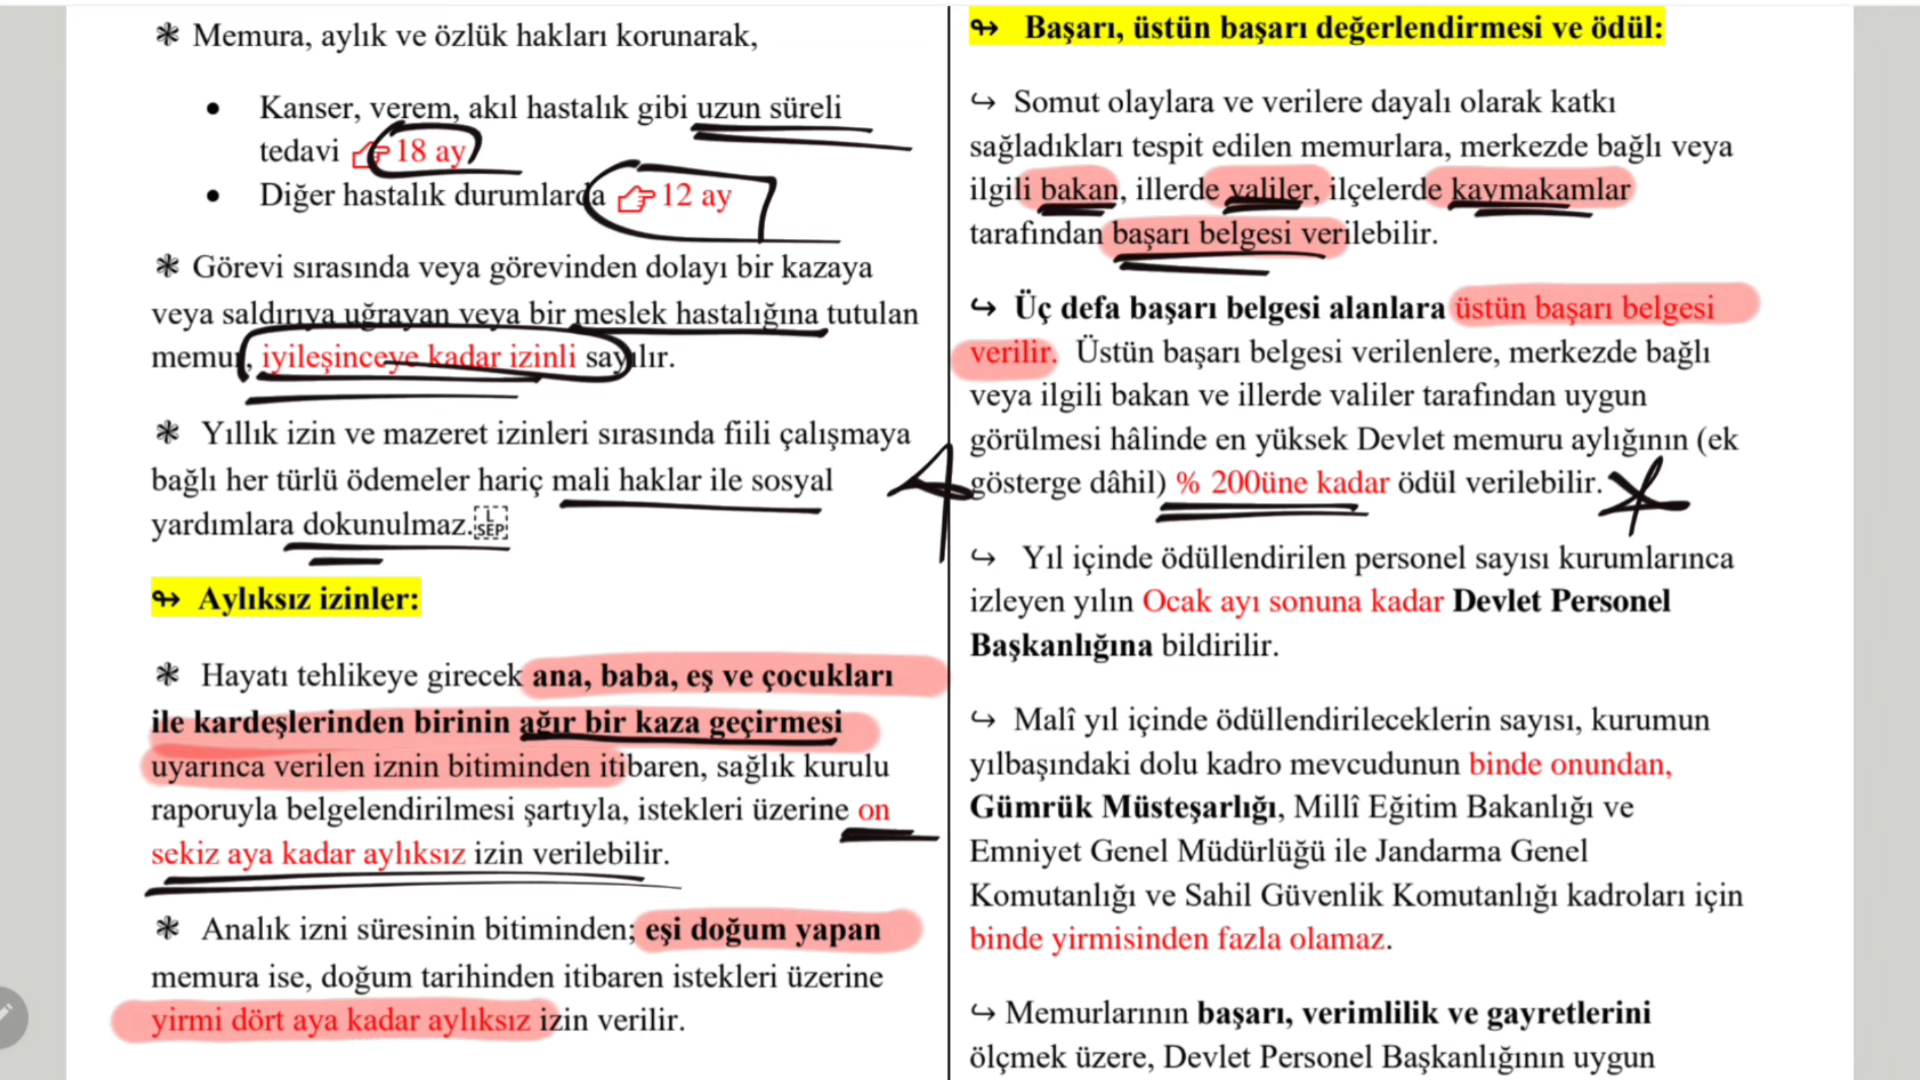 ❃ Memura, aylık ve özlük hakları korunarak,
• Kanser, verem, akıl hastalık gibi uzun süreli
tedavi 👉18 ay
• Diğer hastalık durumlarda 👉12 ay
❃ Görevi sırasında veya görevinden dolayı bir kazaya
veya saldırıya uğrayan veya bir meslek hastalığına tutulan
memur, iyileşinceye kadar izinli sayılır.
❃ Yıllık izin ve mazeret izinleri sırasında fiili çalışmaya
bağlı her türlü ödemeler hariç mali haklar ile sosyal
yardımlara dokunulmaz.
L
SEP
↬ Aylıksız izinler:
❃ Hayatı tehlikeye girecek ana, baba, eş ve çocukları
ile kardeşlerinden birinin ağır bir kaza geçirmesi
uyarınca verilen iznin bitiminden itibaren, sağlık kurulu
raporuyla belgelendirilmesi şartıyla, istekleri üzerine on
sekiz aya kadar aylıksız izin verilebilir.
❃ Analık izni süresinin bitiminden; eşi doğum yapan
memura ise, doğum tarihinden itibaren istekleri üzerine
yirmi dört aya kadar aylıksız izin verilir.
↬ Başarı, üstün başarı değerlendirmesi ve ödül:
↪ Somut olaylara ve verilere dayalı olarak katkı
sağladıkları tespit edilen memurlara, merkezde bağlı veya
ilgili bakan, illerde valiler, ilçelerde kaymakamlar
tarafından başarı belgesi verilebilir.
↪ Üç defa başarı belgesi alanlara üstün başarı belgesi
verilir. Üstün başarı belgesi verilenlere, merkezde bağlı
veya ilgili bakan ve illerde valiler tarafından uygun
görülmesi hâlinde en yüksek Devlet memuru aylığının (ek
gösterge dâhil) % 200üne kadar ödül verilebilir.
↪ Yıl içinde ödüllendirilen personel sayısı kurumlarınca
izleyen yılın Ocak ayı sonuna kadar Devlet Personel
Başkanlığına bildirilir.
↪ Malî yıl içinde ödüllendirileceklerin sayısı, kurumun
yılbaşındaki dolu kadro mevcudunun binde onundan,
Gümrük Müsteşarlığı, Millî Eğitim Bakanlığı ve
Emniyet Genel Müdürlüğü ile Jandarma Genel
Komutanlığı ve Sahil Güvenlik Komutanlığı kadroları için
binde yirmisinden fazla olamaz.
↪ Memurlarının başarı, verimlilik ve gayretlerini
ölçmek üzere, Devlet Personel Başkanlığının uygun